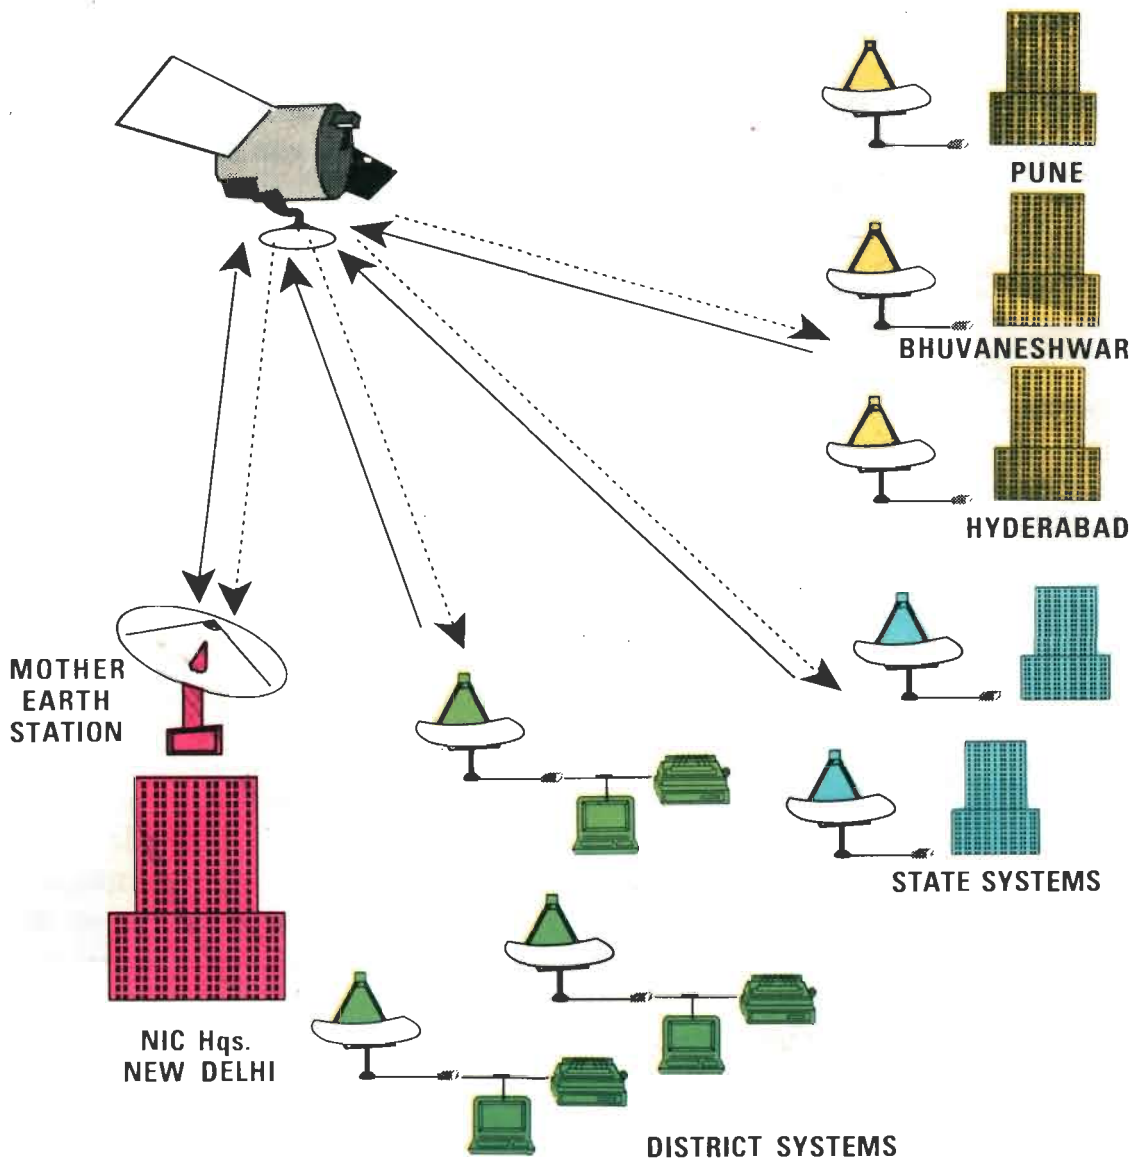 PUNE
BHUVANESHWAR
HYDERABAD
MOTHER
EARTH
STATION
STATE SYSTEMS
NIC Hqs.
NEW DELHI
DISTRICT SYSTEMS